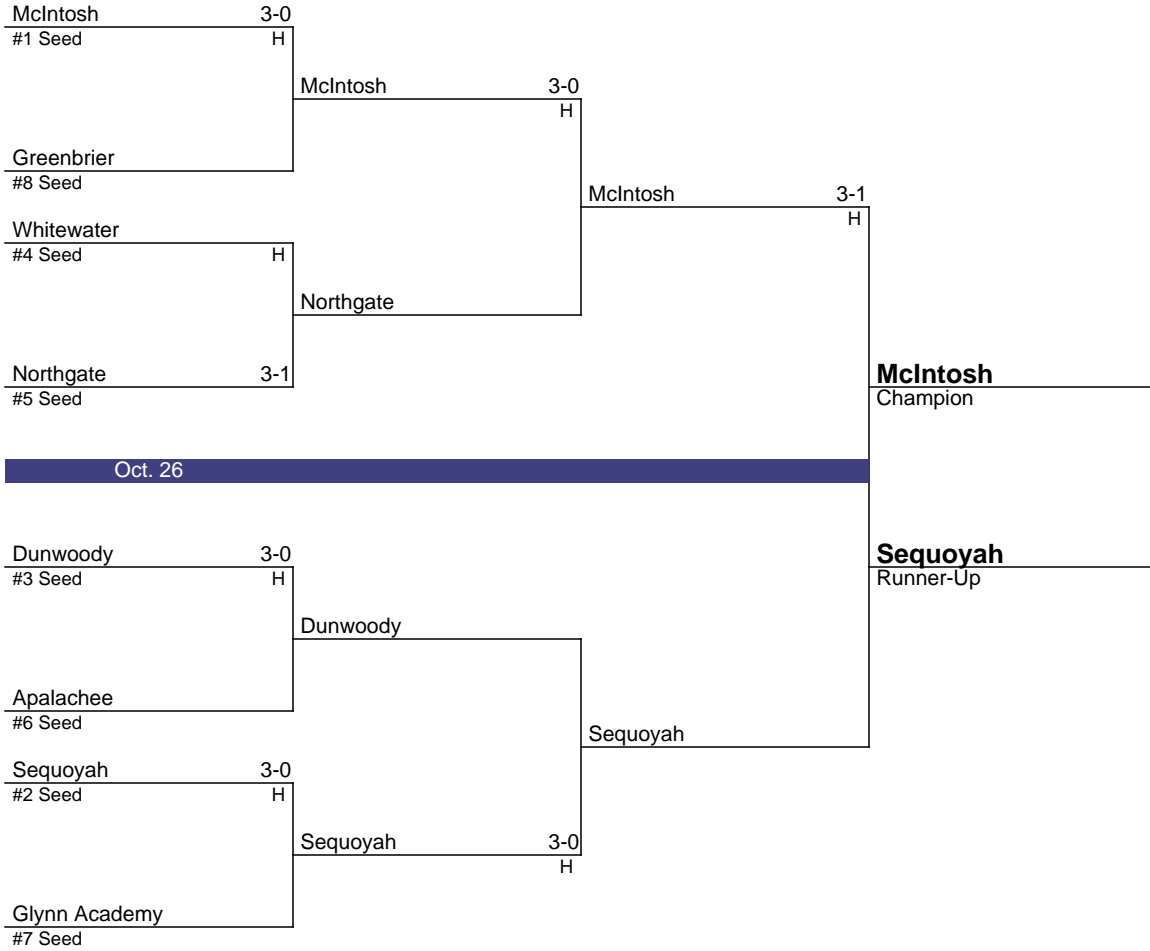 McIntosh 3-0
#1 Seed H
McIntosh 3-0
H
Greenbrier
#8 Seed
McIntosh 3-1
H
Whitewater
#4 Seed H
Northgate
Northgate 3-1
#5 Seed
McIntosh
Champion
Oct. 26
Dunwoody 3-0
#3 Seed H
Sequoyah
Runner-Up
Dunwoody
Apalachee
#6 Seed
Sequoyah
Sequoyah 3-0
#2 Seed H
Sequoyah 3-0
H
Glynn Academy
#7 Seed